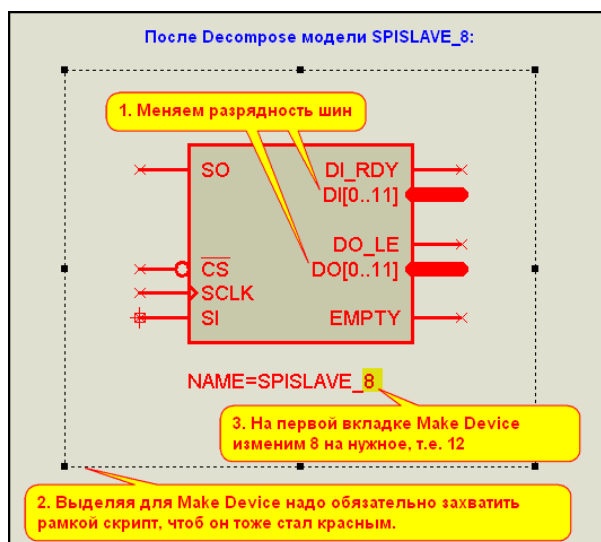 После Decompose модели SPISLAVE_8:
1. Меняем разрядность шин
SO
DI_RDY
DI[0..11]
DO_LE
CS
DO[0..11]
SCLK
SI
EMPTY
NAME=SPISLAVE_8
3. На первой вкладке Make Device
изменим 8 на нужное, т.е. 12
2. Выделяя для Make Device надо обязательно захватить
рамкой скрипт, чтоб он тоже стал красным.